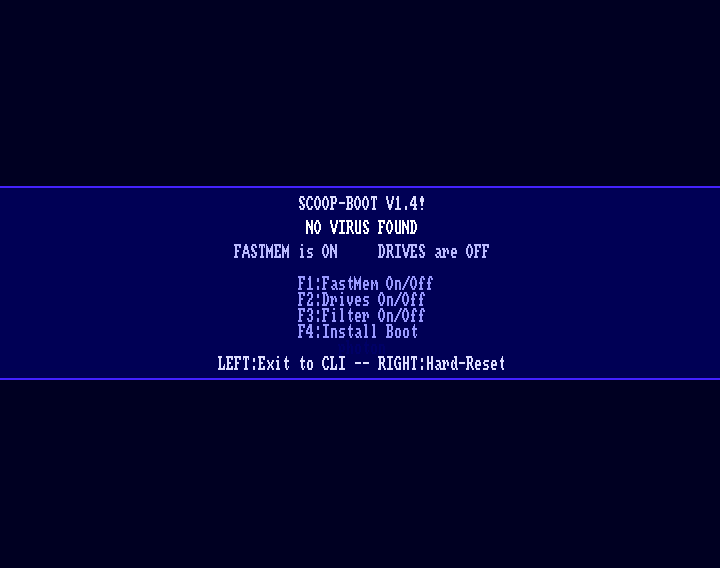 SCOOP-BOOT V1.4!
NO VIRUS FOUND
FASTMEM is ON     DRIVES are OFF
F1:FastMem On/Off
F2:Drives On/Off
F3:Filter On/Off
F4:Install Boot
LEFT:Exit to CLI -- RIGHT:Hard-Reset